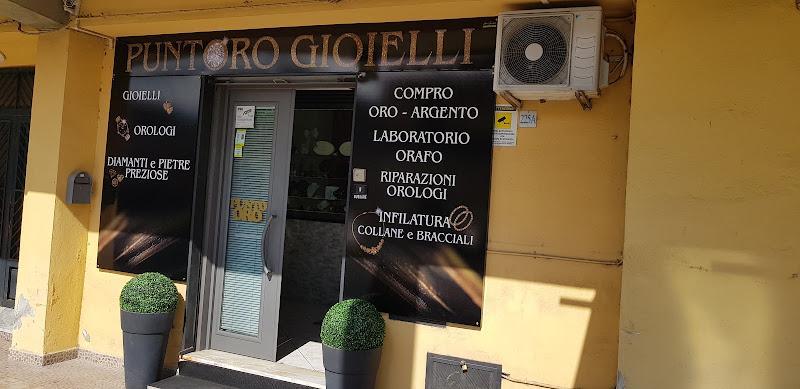 PUNTORO GIOIELLI
GIOIELLI
OROLOGI
DIAMANTI e PIETRE
PREZIOSE
PUNTO
ORO
COMPRO
ORO - ARGENTO
LABORATORIO
ORAFO
RIPARAZIONI
OROLOGI
INFILATURA
COLLANE e BRACCIALI
225A